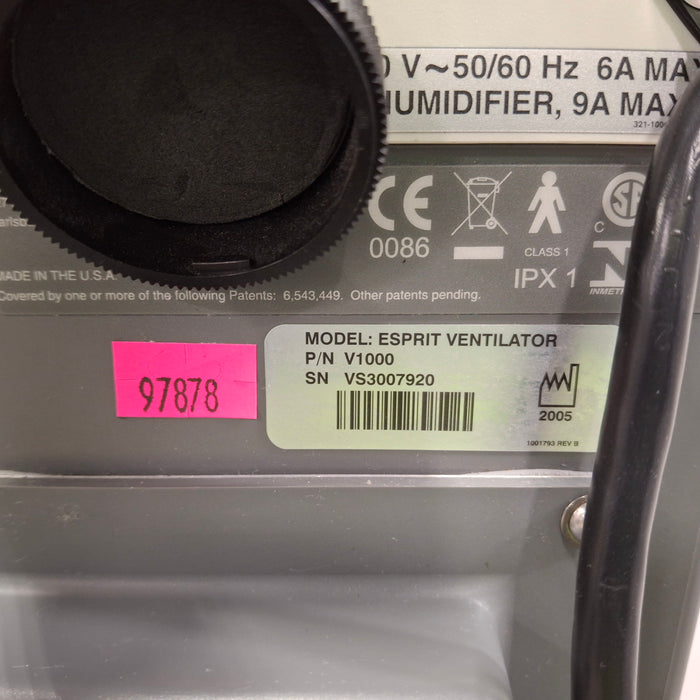 V~50/60 Hz 6A MAX
HUMIDIFIER, 9A MAX
CE
0086
CLASS 1
IPX 1
C
MADE IN THE U.S.A.
Covered by one or more of the following Patents: 6,543,449. Other patents pending.
97878
MODEL: ESPRIT VENTILATOR
P/N V1000
SN VS3007920
2005
1001793 REV B